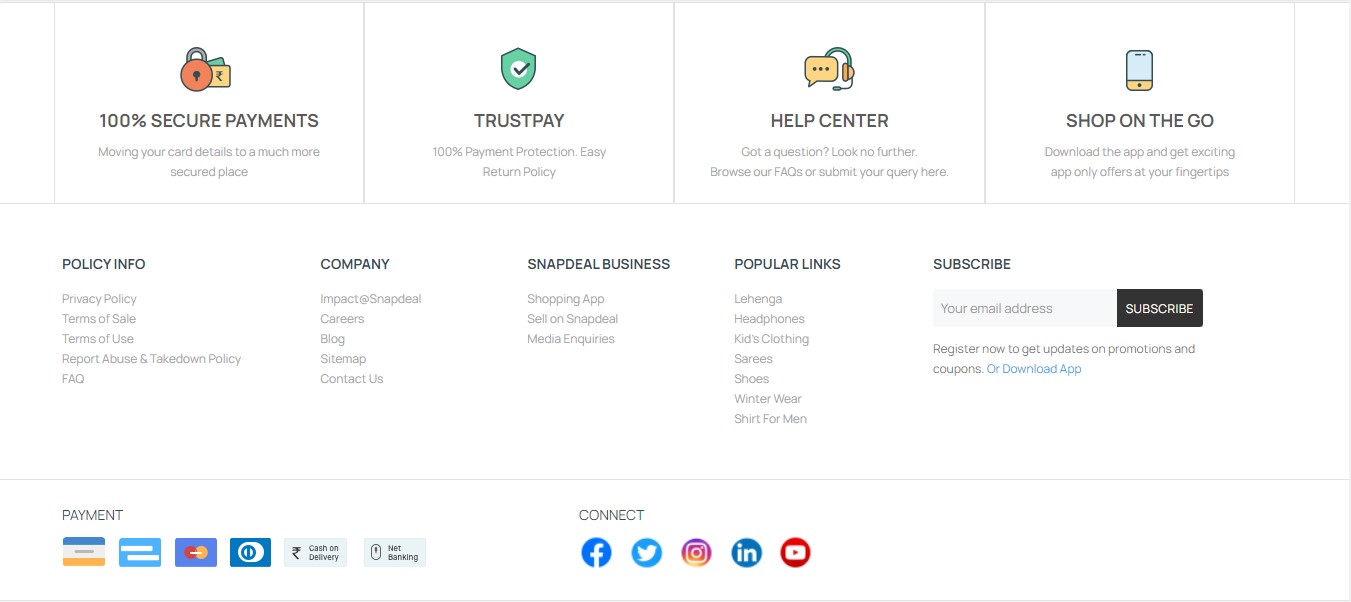 100% SECURE PAYMENTS
Moving your card details to a much more
secured place
TRUSTPAY
100% Payment Protection. Easy
Return Policy
HELP CENTER
Got a question? Look no further.
Browse our FAQs or submit your query here.
SHOP ON THE GO
Download the app and get exciting
app only offers at your fingertips
POLICY INFO
Privacy Policy
Terms of Sale
Terms of Use
Report Abuse & Takedown Policy
FAQ
COMPANY
Impact@Snapdeal
Careers
Blog
Sitemap
Contact Us
SNAPDEAL BUSINESS
Shopping App
Sell on Snapdeal
Media Enquiries
POPULAR LINKS
Lehenga
Headphones
Kid's Clothing
Sarees
Shoes
Winter Wear
Shirt For Men
SUBSCRIBE
Your email address
SUBSCRIBE
Register now to get updates on promotions and
coupons. Or Download App
PAYMENT
₹ Cash on
Delivery
Net
Banking
CONNECT